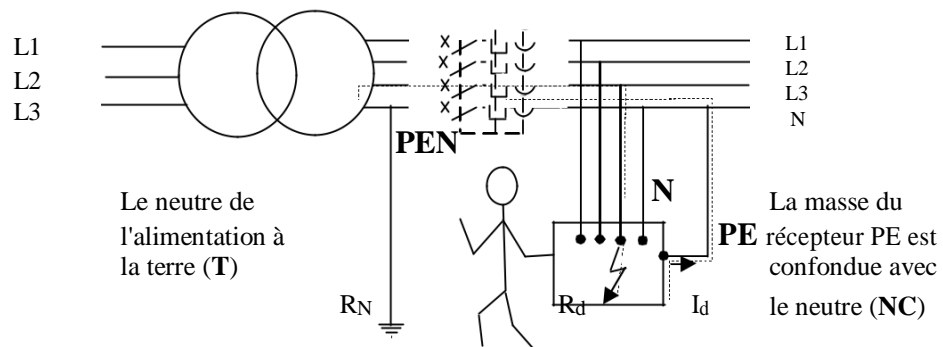 L1
L2
L3
L1
L2
L3
N
PEN
N
PE
Le neutre de
l'alimentation à
la terre (T)
La masse du
récepteur PE est
confondue avec
le neutre (NC)
RN
Rd
Id